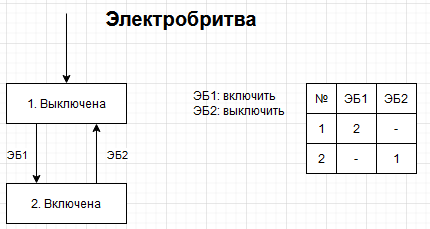 Электробритва
1. Выключена
ЭБ1
ЭБ2
2. Включена
ЭБ1: включить
ЭБ2: выключить
№ ЭБ1 ЭБ2
1 2 -
2 - 1